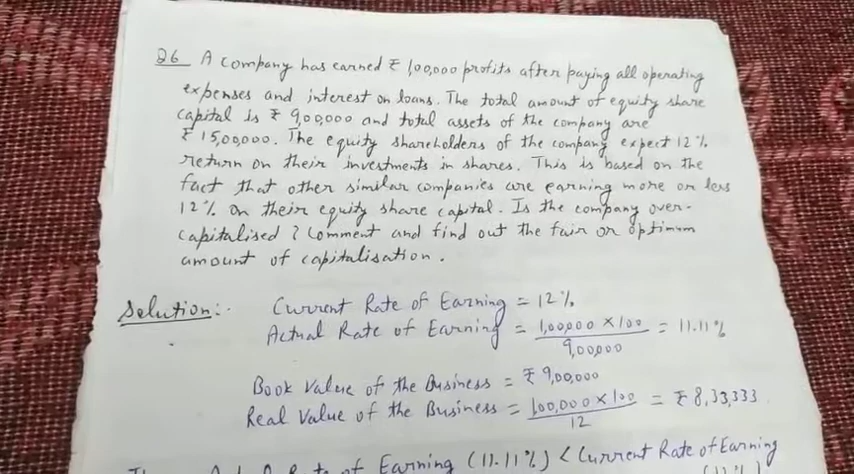 26 A company has earned ₹ 1,00,000 profits after paying all operating
expenses and interest on loans. The total amount of equity share
capital is ₹ 9,00,000 and total assets of the company are
₹ 15,00,000. The equity shareholders of the company expect 12%
return on their investments in shares. This is based on the
fact that other similar companies are earning more or less
12% on their equity share capital. Is the company over-
capitalised? Comment and find out the fair or optimum
amount of capitalisation.
Solution:- Current Rate of Earning = 12%
Actual Rate of Earning = 1,00,000 × 100 / 9,00,000 = 11.11%
Book Value of the Business = ₹ 9,00,000
Real Value of the Business = 100,000 × 100 / 12 = ₹ 8,33,333
of Earning (11.11%) < Current Rate of Earning